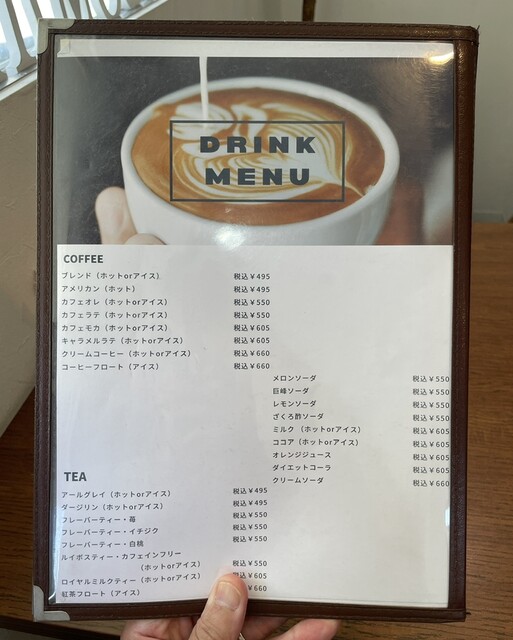 DRINK
MENU
COFFEE
ブレンド（ホットorアイス） 税込￥495
アメリカン（ホット） 税込￥495
カフェオレ（ホットorアイス） 税込￥550
カフェラテ（ホットorアイス） 税込￥550
カフェモカ（ホットorアイス） 税込￥605
キャラメルラテ（ホットorアイス） 税込￥605
クリームコーヒー（ホットorアイス） 税込￥660
コーヒーフロート（アイス） 税込￥660
メロンソーダ 税込￥550
巨峰ソーダ 税込￥550
レモンソーダ 税込￥550
ざくろ酢ソーダ 税込￥550
ミルク（ホットorアイス） 税込￥605
ココア（ホットorアイス） 税込￥605
オレンジジュース 税込￥605
ダイエットコーラ 税込￥605
クリームソーダ 税込￥660
TEA
アールグレイ（ホットorアイス） 税込￥495
ダージリン（ホットorアイス） 税込￥495
フレーバーティー・苺 税込￥550
フレーバーティー・イチジク 税込￥550
フレーバーティー・白桃 税込￥550
ルイボスティー・カフェインフリー
（ホットorアイス） 税込￥550
ロイヤルミルクティー（ホットorアイス） 税込￥605
紅茶フロート（アイス） ￥660